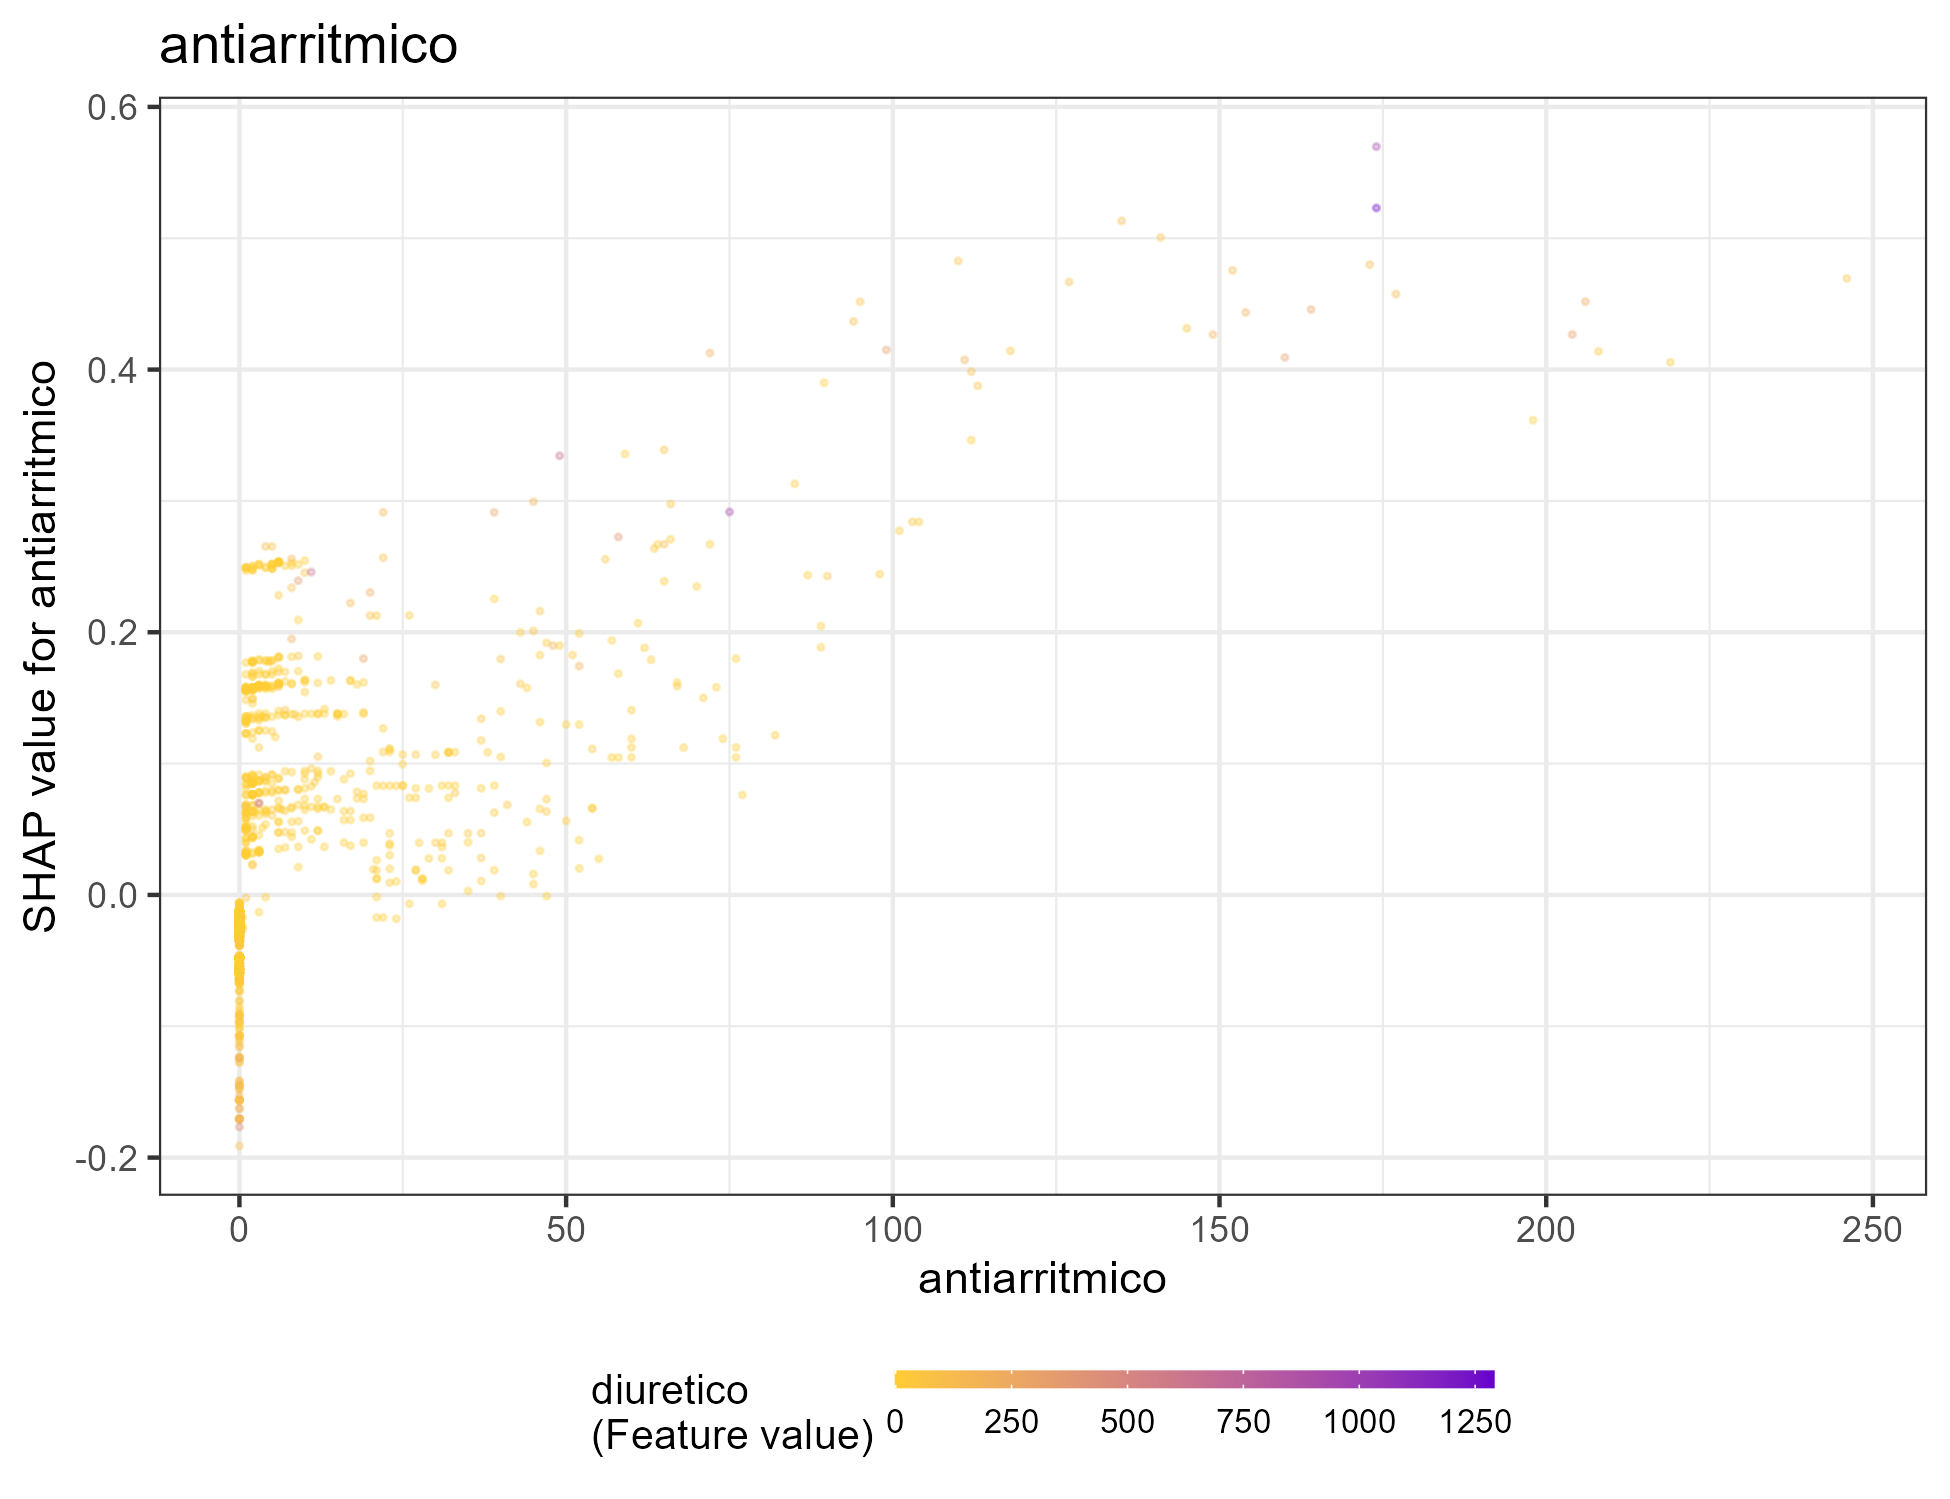 antiarritmico
0.6
0.4
0.2
0.0
-0.2
SHAP value for antiarritmico
0 50 100 150 200 250
antiarritmico
diuretico
(Feature value)
0 250 500 750 1000 1250